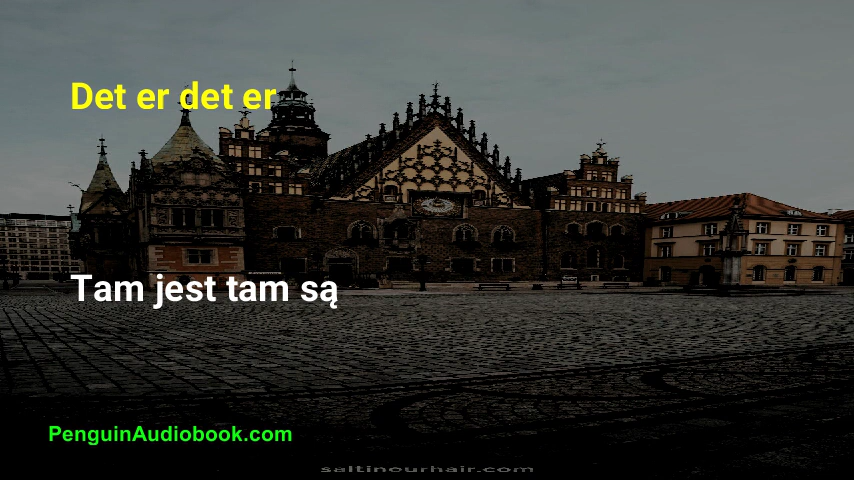 Det er det er
Tam jest tam są
PenguinAudiobook.com
saltinourhair.com